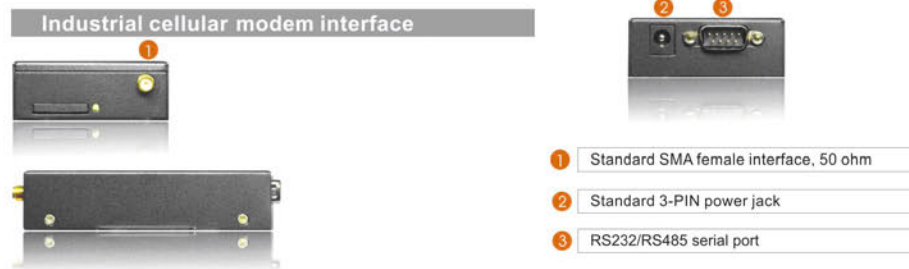 Industrial cellular modem interface
1
2 3
1 Standard SMA female interface, 50 ohm
2 Standard 3-PIN power jack
3 RS232/RS485 serial port